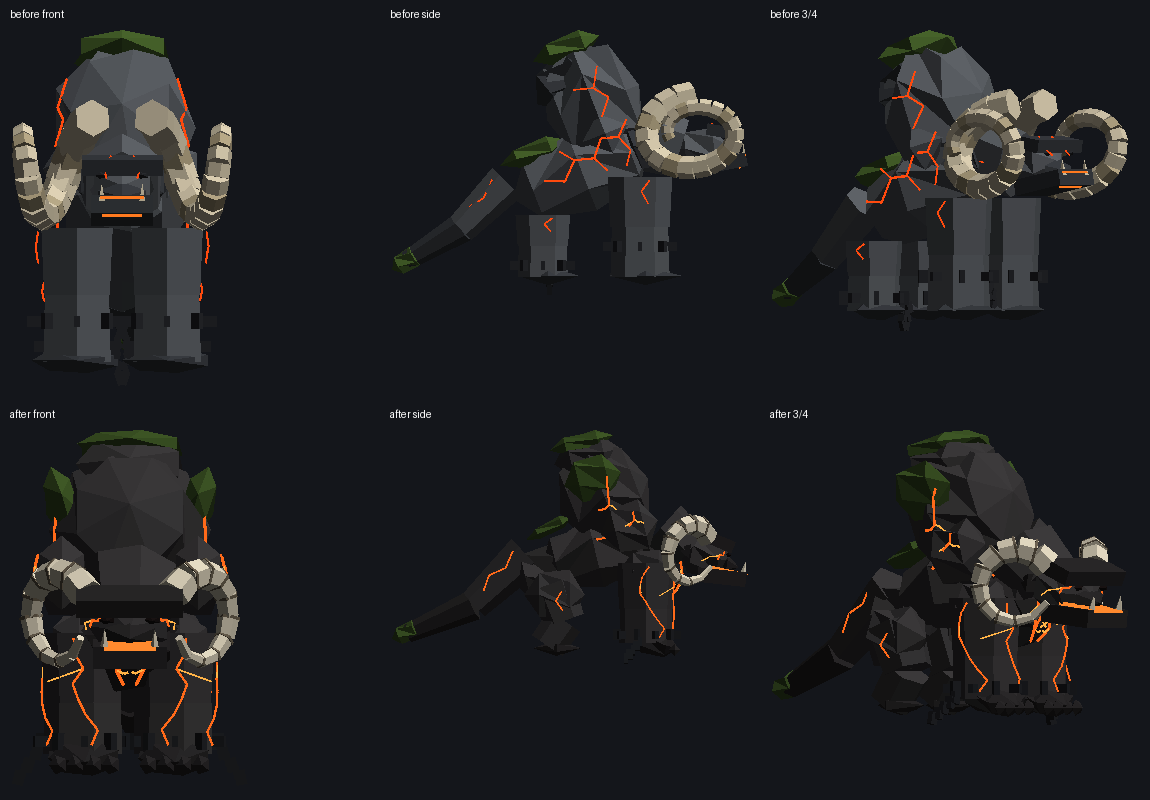 before front
before side
before 3/4
after front
after side
after 3/4